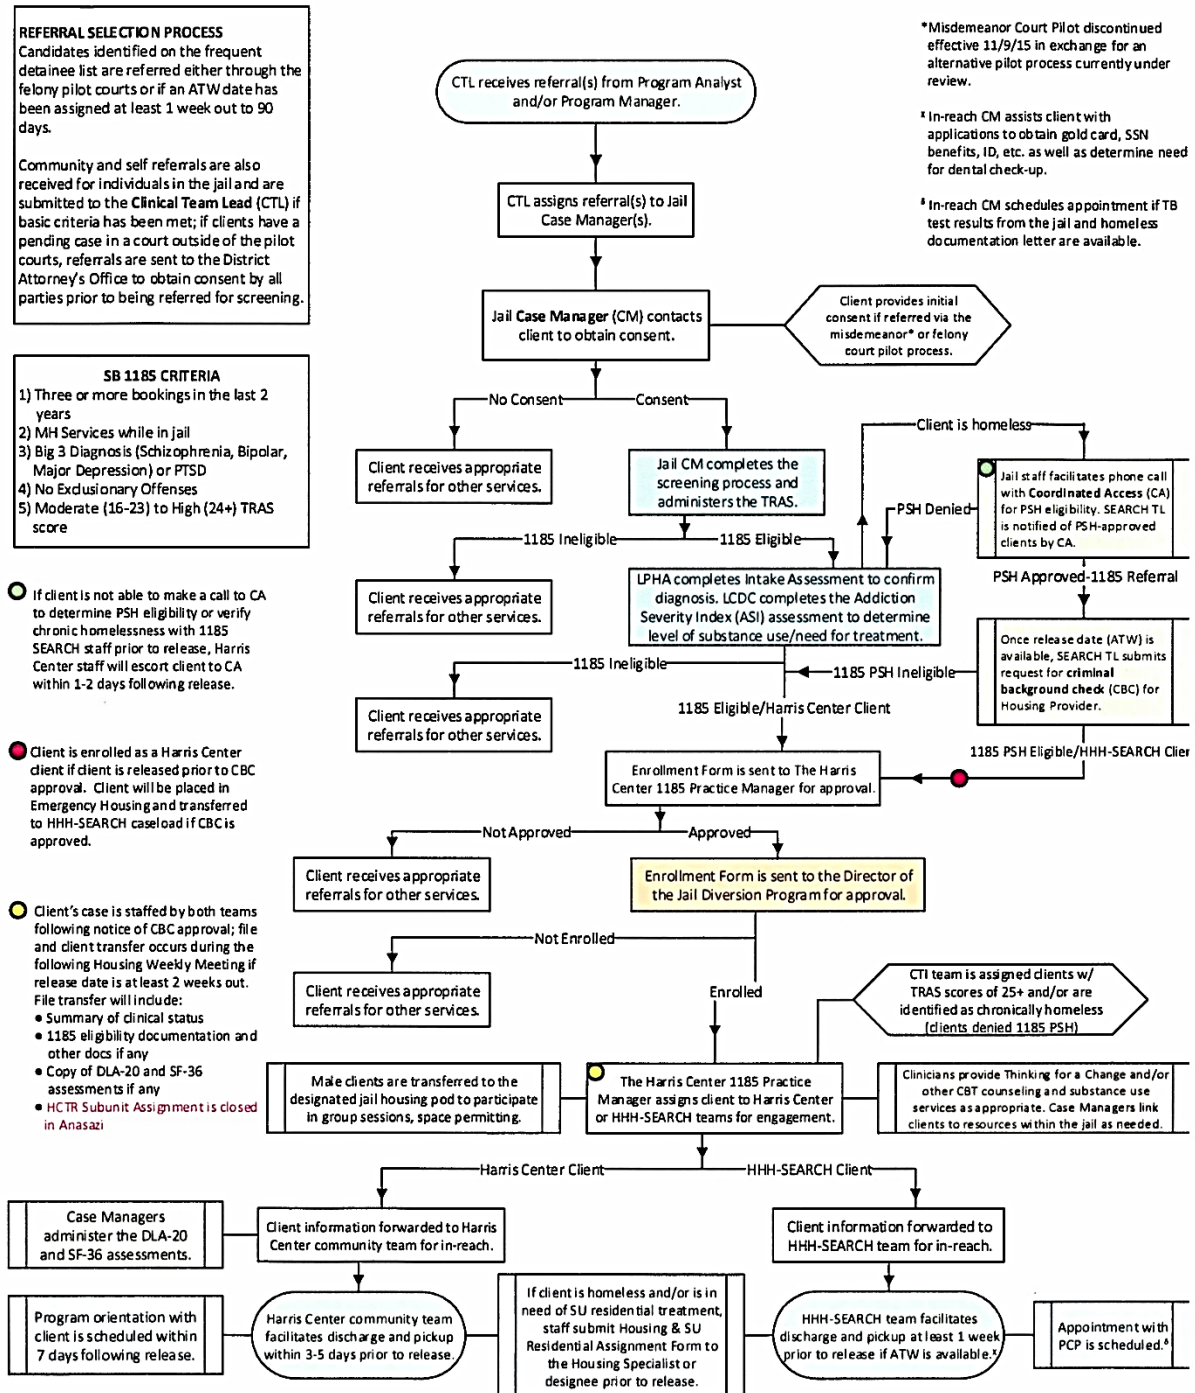 REFERRAL SELECTION PROCESS
Candidates identified on the frequent
detainee list are referred either through the
felony pilot courts or if an ATW date has
been assigned at least 1 week out to 90
days.
Community and self referrals are also
received for individuals in the jail and are
submitted to the Clinical Team Lead (CTL) if
basic criteria has been met; if clients have a
pending case in a court outside of the pilot
courts, referrals are sent to the District
Attorney's Office to obtain consent by all
parties prior to being referred for screening.
*Misdemeanor Court Pilot discontinued
effective 11/9/15 in exchange for an
alternative pilot process currently under
review.
ˣ In-reach CM assists client with
applications to obtain gold card, SSN
benefits, ID, etc. as well as determine need
for dental check-up.
⁶ In-reach CM schedules appointment if TB
test results from the jail and homeless
documentation letter are available.
CTL receives referral(s) from Program Analyst
and/or Program Manager.
CTL assigns referral(s) to Jail
Case Manager(s).
Jail Case Manager (CM) contacts
client to obtain consent.
Client provides initial
consent if referred via the
misdemeanor* or felony
court pilot process.
SB 1185 CRITERIA
1) Three or more bookings in the last 2
years
2) MH Services while in jail
3) Big 3 Diagnosis (Schizophrenia, Bipolar,
Major Depression) or PTSD
4) No Exclusionary Offenses
5) Moderate (16-23) to High (24+) TRAS
score
No Consent
Consent
Client receives appropriate
referrals for other services.
Jail CM completes the
screening process and
administers the TRAS.
Client is homeless
Jail staff facilitates phone call
with Coordinated Access (CA)
for PSH eligibility. SEARCH TL
is notified of PSH-approved
clients by CA.
PSH Denied
1185 Ineligible
1185 Eligible
PSH Approved-1185 Referral
Client receives appropriate
referrals for other services.
LPHA completes Intake Assessment to confirm
diagnosis. LCDC completes the Addiction
Severity Index (ASI) assessment to determine
level of substance use/need for treatment.
Once release date (ATW) is
available, SEARCH TL submits
request for criminal
background check (CBC) for
Housing Provider.
If client is not able to make a call to CA
to determine PSH eligibility or verify
chronic homelessness with 1185
SEARCH staff prior to release, Harris
Center staff will escort client to CA
within 1-2 days following release.
1185 Ineligible
1185 PSH Ineligible
Client receives appropriate
referrals for other services.
1185 Eligible/Harris Center Client
1185 PSH Eligible/HHH-SEARCH Clier
Client is enrolled as a Harris Center
client if client is released prior to CBC
approval. Client will be placed in
Emergency Housing and transferred
to HHH-SEARCH caseload if CBC is
approved.
Enrollment Form is sent to The Harris
Center 1185 Practice Manager for approval.
Not Approved
Approved
Client receives appropriate
referrals for other services.
Enrollment Form is sent to the Director of
the Jail Diversion Program for approval.
Client's case is staffed by both teams
following notice of CBC approval; file
and client transfer occurs during the
following Housing Weekly Meeting if
release date is at least 2 weeks out.
File transfer will include:
● Summary of clinical status
● 1185 eligibility documentation and
other docs if any
● Copy of DLA-20 and SF-36
assessments if any
● HCTR Subunit Assignment is closed
in Anasazi
Not Enrolled
Client receives appropriate
referrals for other services.
Enrolled
CTI team is assigned clients w/
TRAS scores of 25+ and/or are
identified as chronically homeless
(clients denied 1185 PSH)
Male clients are transferred to the
designated jail housing pod to participate
in group sessions, space permitting.
The Harris Center 1185 Practice
Manager assigns client to Harris Center
or HHH-SEARCH teams for engagement.
Clinicians provide Thinking for a Change and/or
other CBT counseling and substance use
services as appropriate. Case Managers link
clients to resources within the jail as needed.
Harris Center Client
HHH-SEARCH Client
Case Managers
administer the DLA-20
and SF-36 assessments.
Client information forwarded to Harris
Center community team for in-reach.
Client information forwarded to
HHH-SEARCH team for in-reach.
Program orientation with
client is scheduled within
7 days following release.
Harris Center community team
facilitates discharge and pickup
within 3-5 days prior to release.
If client is homeless and/or is in
need of SU residential treatment,
staff submit Housing & SU
Residential Assignment Form to
the Housing Specialist or
designee prior to release.
HHH-SEARCH team facilitates
discharge and pickup at least 1 week
prior to release if ATW is available.ˣ
Appointment with
PCP is scheduled.⁶